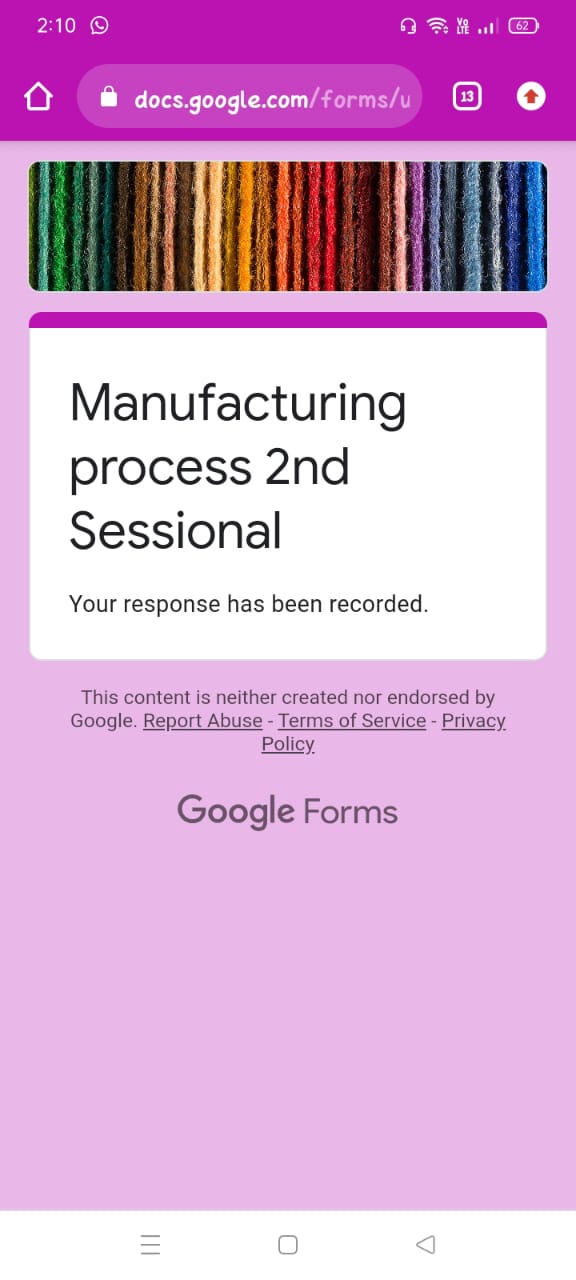 2:10
Vo
LTE
62
docs.google.com/forms/u
13
Manufacturing
process 2nd
Sessional
Your response has been recorded.
This content is neither created nor endorsed by
Google. Report Abuse - Terms of Service - Privacy
Policy
Google Forms